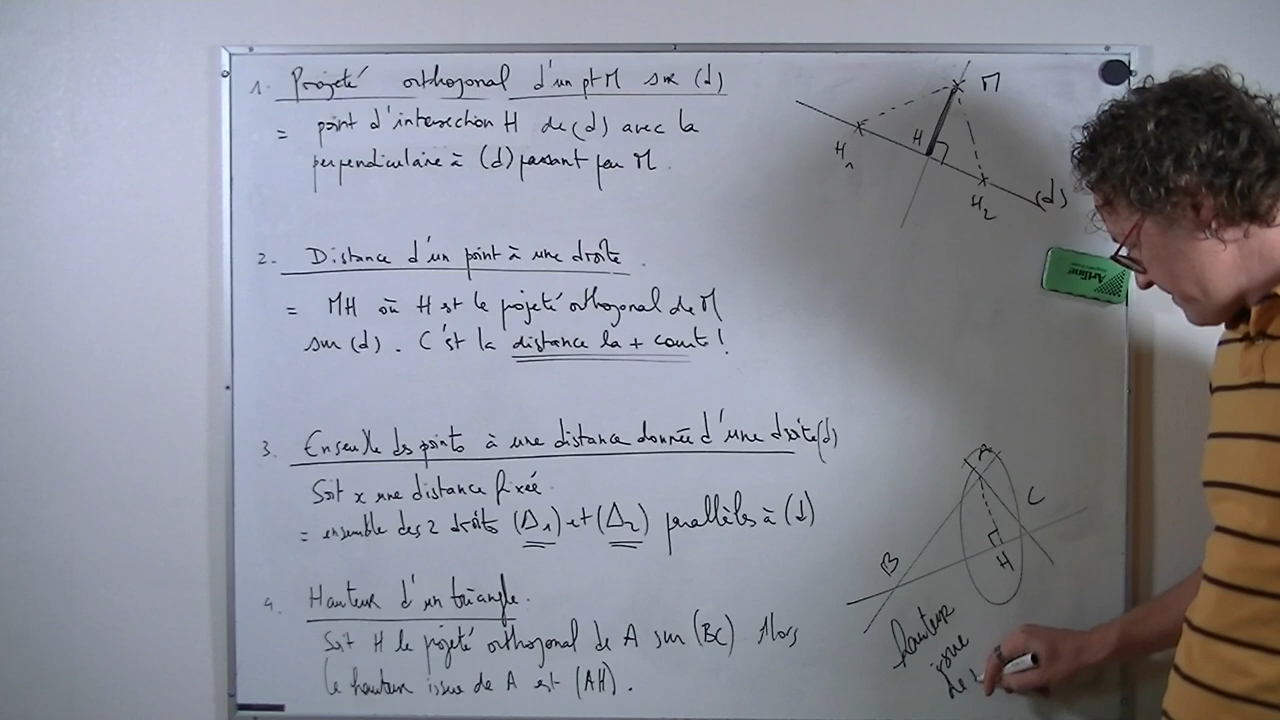 1. Projeté orthogonal d'un pt M sur (d)
= point d'intersection H de (d) avec la
perpendiculaire à (d) passant par M.
2. Distance d'un point à une droite.
= MH où H est le projeté orthogonal de M
sur (d). C'est la distance la + courte !
3. Ensemble des points à une distance donnée d'une droite (d)
Soit x une distance fixée.
= ensemble des 2 droites (Δ1) et (Δ2) parallèles à (d)
4. Hauteur d'un triangle.
Soit H le projeté orthogonal de A sur (BC) Alors
la hauteur issue de A est (AH).
M
H
H1
H2
(d)
Artline
A
C
B
H
hauteur
issue
de